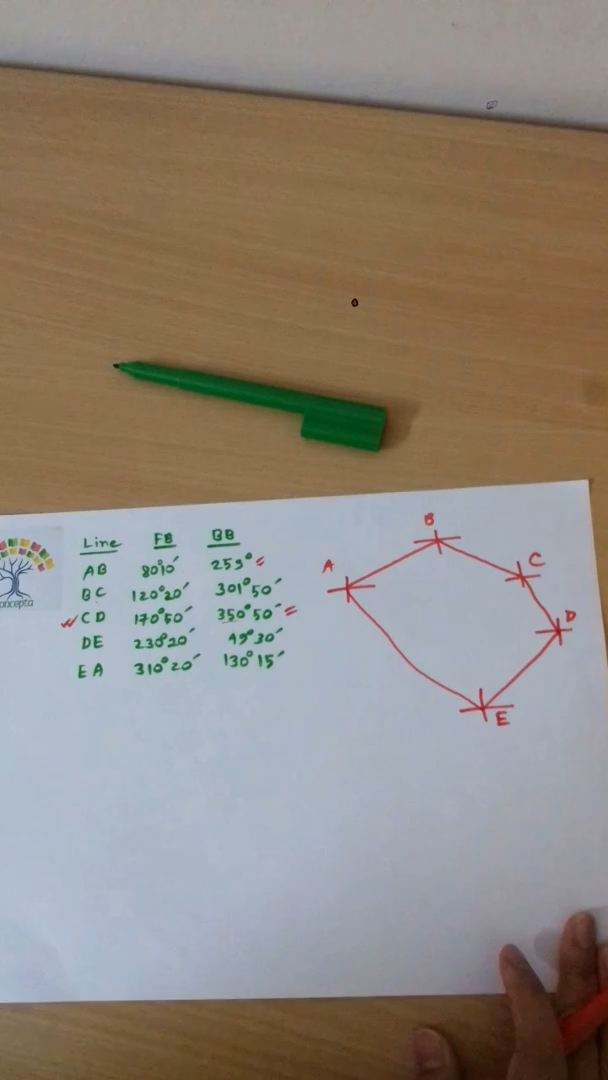 Line FB BB
AB 80°10′ 259°
BC 120°20′ 301°50′
CD 170°50′ 350°50′
DE 230°20′ 49°30′
EA 310°20′ 130°15′
A
B
C
D
E
oncepta